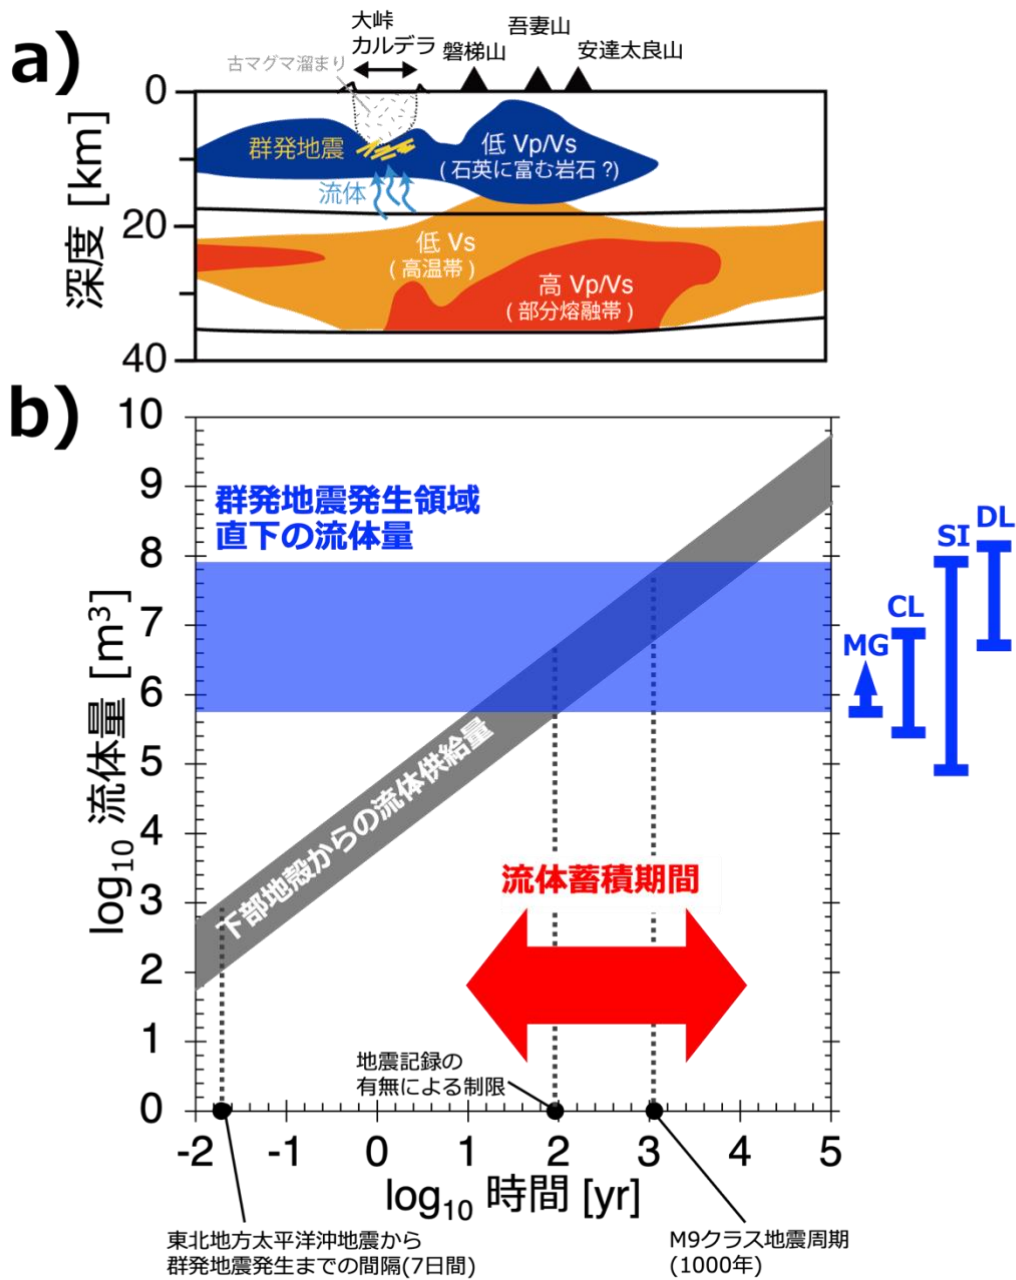 a)
大峠
カルデラ
古マグマ溜まり
磐梯山
吾妻山
安達太良山
0
20
40
深度 [km]
群発地震
流体
低 Vp/Vs
( 石英に富む岩石 ?)
低 Vs
( 高温帯 )
高 Vp/Vs
( 部分熔融帯 )
b)
10
9
8
7
6
5
4
3
2
1
0
log10 流体量 [m3]
群発地震発生領域
直下の流体量
下部地殻からの流体供給量
流体蓄積期間
地震記録の
有無による制限
MG
CL
SI
DL
-2 -1 0 1 2 3 4 5
log10 時間 [yr]
東北地方太平洋沖地震から
群発地震発生までの間隔(7日間)
M9クラス地震周期
(1000年)